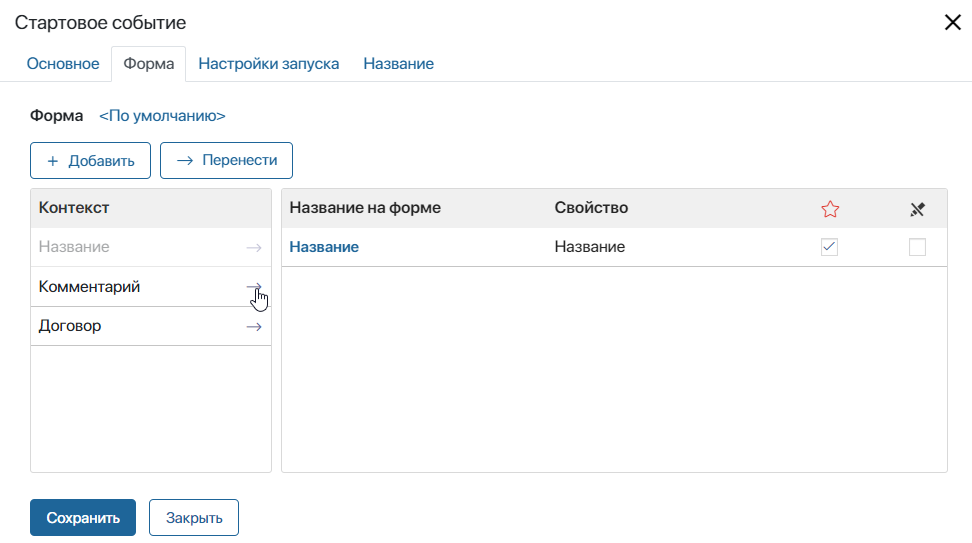 Стартовое событие
Основное Форма Настройки запуска Название
Форма <По умолчанию>
+ Добавить → Перенести
Контекст Название на форме Свойство
Название → Название Название
Комментарий →
Договор →
Сохранить Закрыть